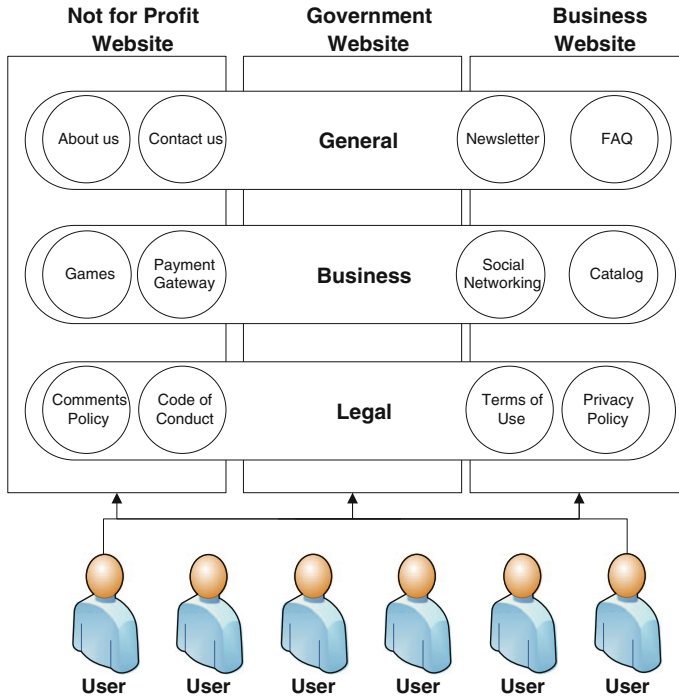 Not for Profit
Website
Government
Website
Business
Website
About us
Contact us
General
Newsletter
FAQ
Games
Payment
Gateway
Business
Social
Networking
Catalog
Comments
Policy
Code of
Conduct
Legal
Terms of
Use
Privacy
Policy
User
User
User
User
User
User